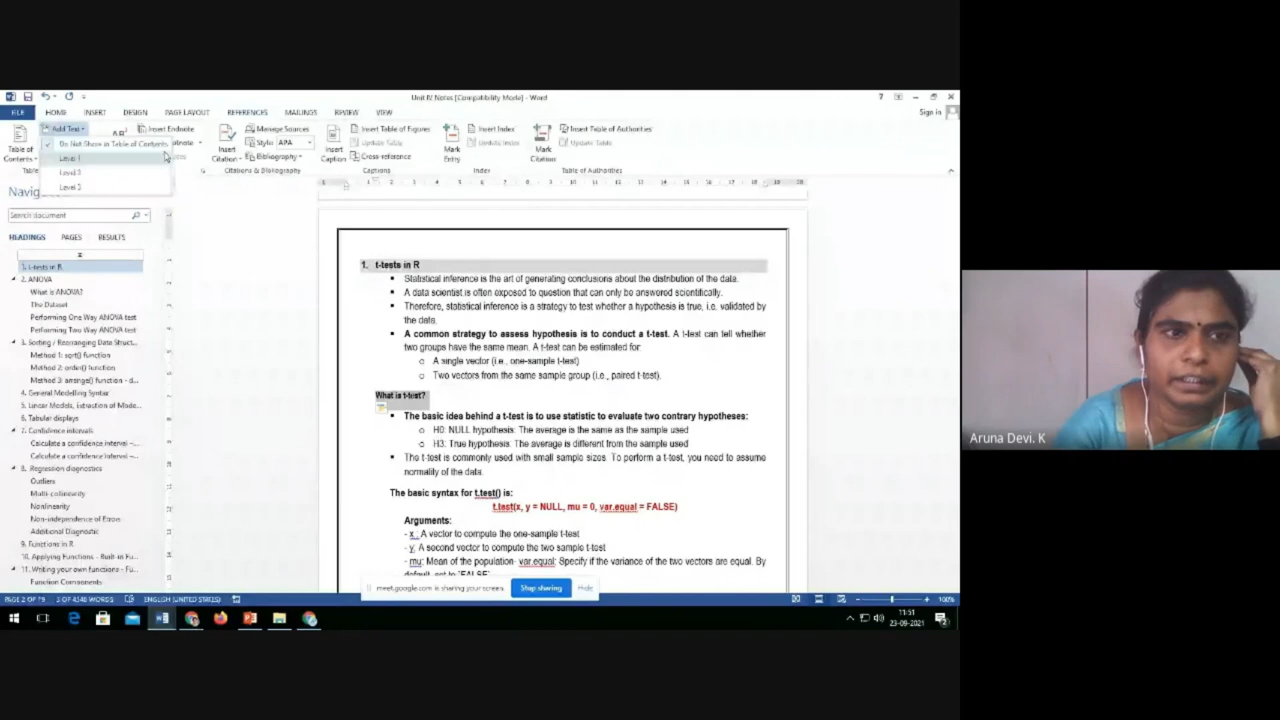 Unit IV Notes [Compatibility Mode] - Word
FILE HOME INSERT DESIGN PAGE LAYOUT REFERENCES MAILINGS REVIEW VIEW Sign in
Add Text Insert Endnote Manage Sources Insert Table of Figures Insert Index Insert Table of Authorities
Do Not Show in Table of Contents
Style: APA Update Table Update Index Update Table
Table of Contents
Insert Citation Bibliography Insert Caption Cross-reference Mark Entry Mark Citation
Level 1
Level 2
Level 3
Citations & Bibliography Captions Index Table of Authorities
Search document
HEADINGS PAGES RESULTS
1. t-tests in R
2. ANOVA
What is ANOVA?
The Dataset
Performing One Way ANOVA test
Performing Two Way ANOVA test
3. Sorting / Rearranging Data Struct...
Method 1: sort() function
Method 2: order() function
Method 3: arrange() function - d...
4. General Modelling Syntax
5. Linear Models, Extraction of Mode...
6. Tabular displays
7. Confidence intervals
Calculate a confidence interval –...
Calculate a confidence interval –...
8. Regression diagnostics
Outliers
Multi-collinearity
Nonlinearity
Non-independence of Errors
Additional Diagnostic
9. Functions in R
10. Applying Functions - Built-in Fu...
11. Writing your own functions - Fu...
Function Components
1. t-tests in R
▪ Statistical inference is the art of generating conclusions about the distribution of the data.
▪ A data scientist is often exposed to question that can only be answered scientifically.
▪ Therefore, statistical inference is a strategy to test whether a hypothesis is true, i.e. validated by
the data.
▪ A common strategy to assess hypothesis is to conduct a t-test. A t-test can tell whether
two groups have the same mean. A t-test can be estimated for:
o A single vector (i.e., one-sample t-test)
o Two vectors from the same sample group (i.e., paired t-test).
What is t-test?
▪ The basic idea behind a t-test is to use statistic to evaluate two contrary hypotheses:
o H0: NULL hypothesis: The average is the same as the sample used
o H3: True hypothesis: The average is different from the sample used
▪ The t-test is commonly used with small sample sizes. To perform a t-test, you need to assume
normality of the data.
The basic syntax for t.test() is:
t.test(x, y = NULL, mu = 0, var.equal = FALSE)
Arguments:
- x : A vector to compute the one-sample t-test
- y: A second vector to compute the two sample t-test
- mu: Mean of the population- var.equal: Specify if the variance of the two vectors are equal. By
default, set to `FALSE`
meet.google.com is sharing your screen. Stop sharing Hide
PAGE 2 OF 79 3 OF 4340 WORDS ENGLISH (UNITED STATES) 100%
11:51
23-09-2021
Aruna Devi. K